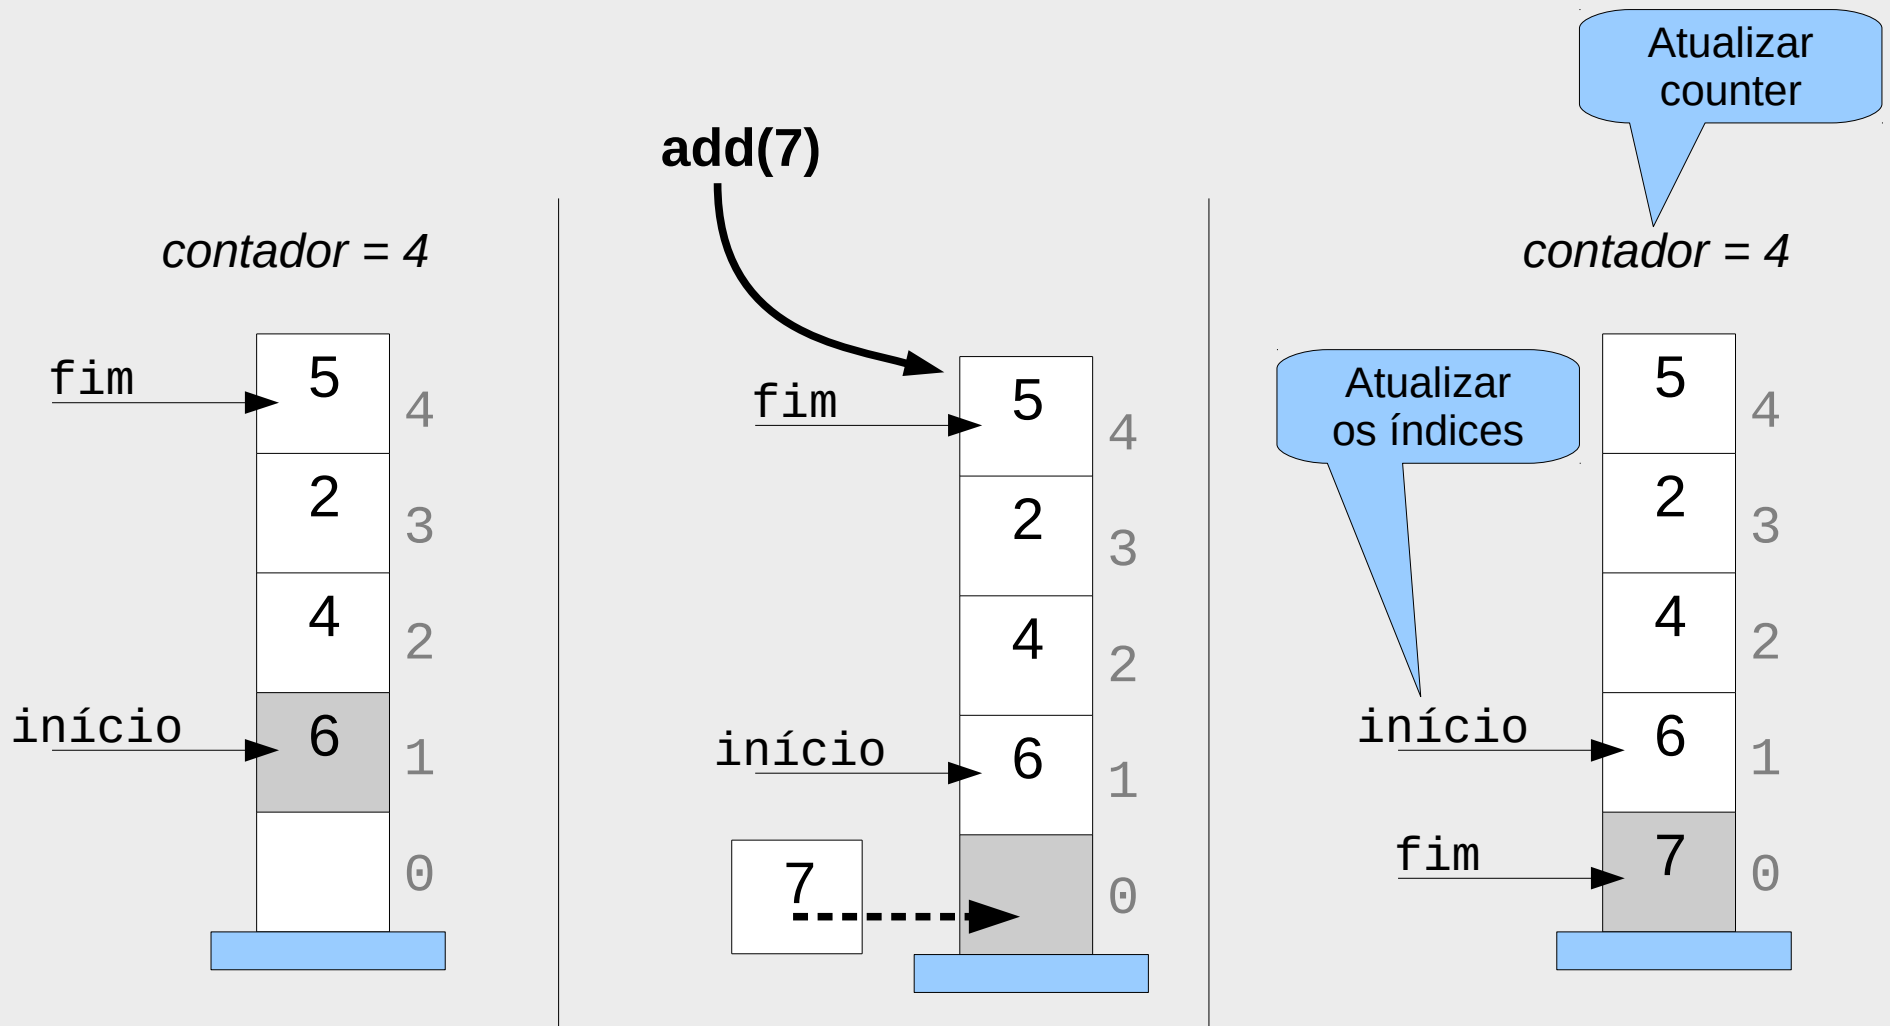 contador = 4
fim
5
4
2
3
4
2
início
6
1
0
add(7)
fim
5
4
2
3
4
2
início
6
1
7
0
Atualizar
counter
contador = 4
Atualizar
os índices
5
4
2
3
4
2
início
6
1
fim
7
0